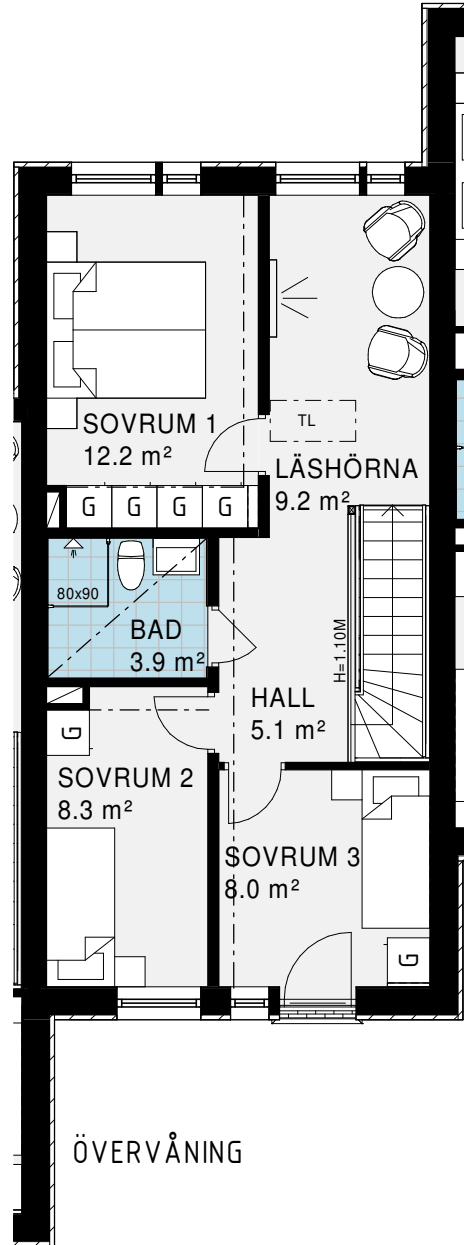 SOVRUM 1
12.2 m²
TL
LÄSHÖRNA
9.2 m²
G G G G
80x90
BAD
3.9 m²
H=1.10M
HALL
5.1 m²
G
SOVRUM 2
8.3 m²
SOVRUM 3
8.0 m²
G
ÖVERVÅNING